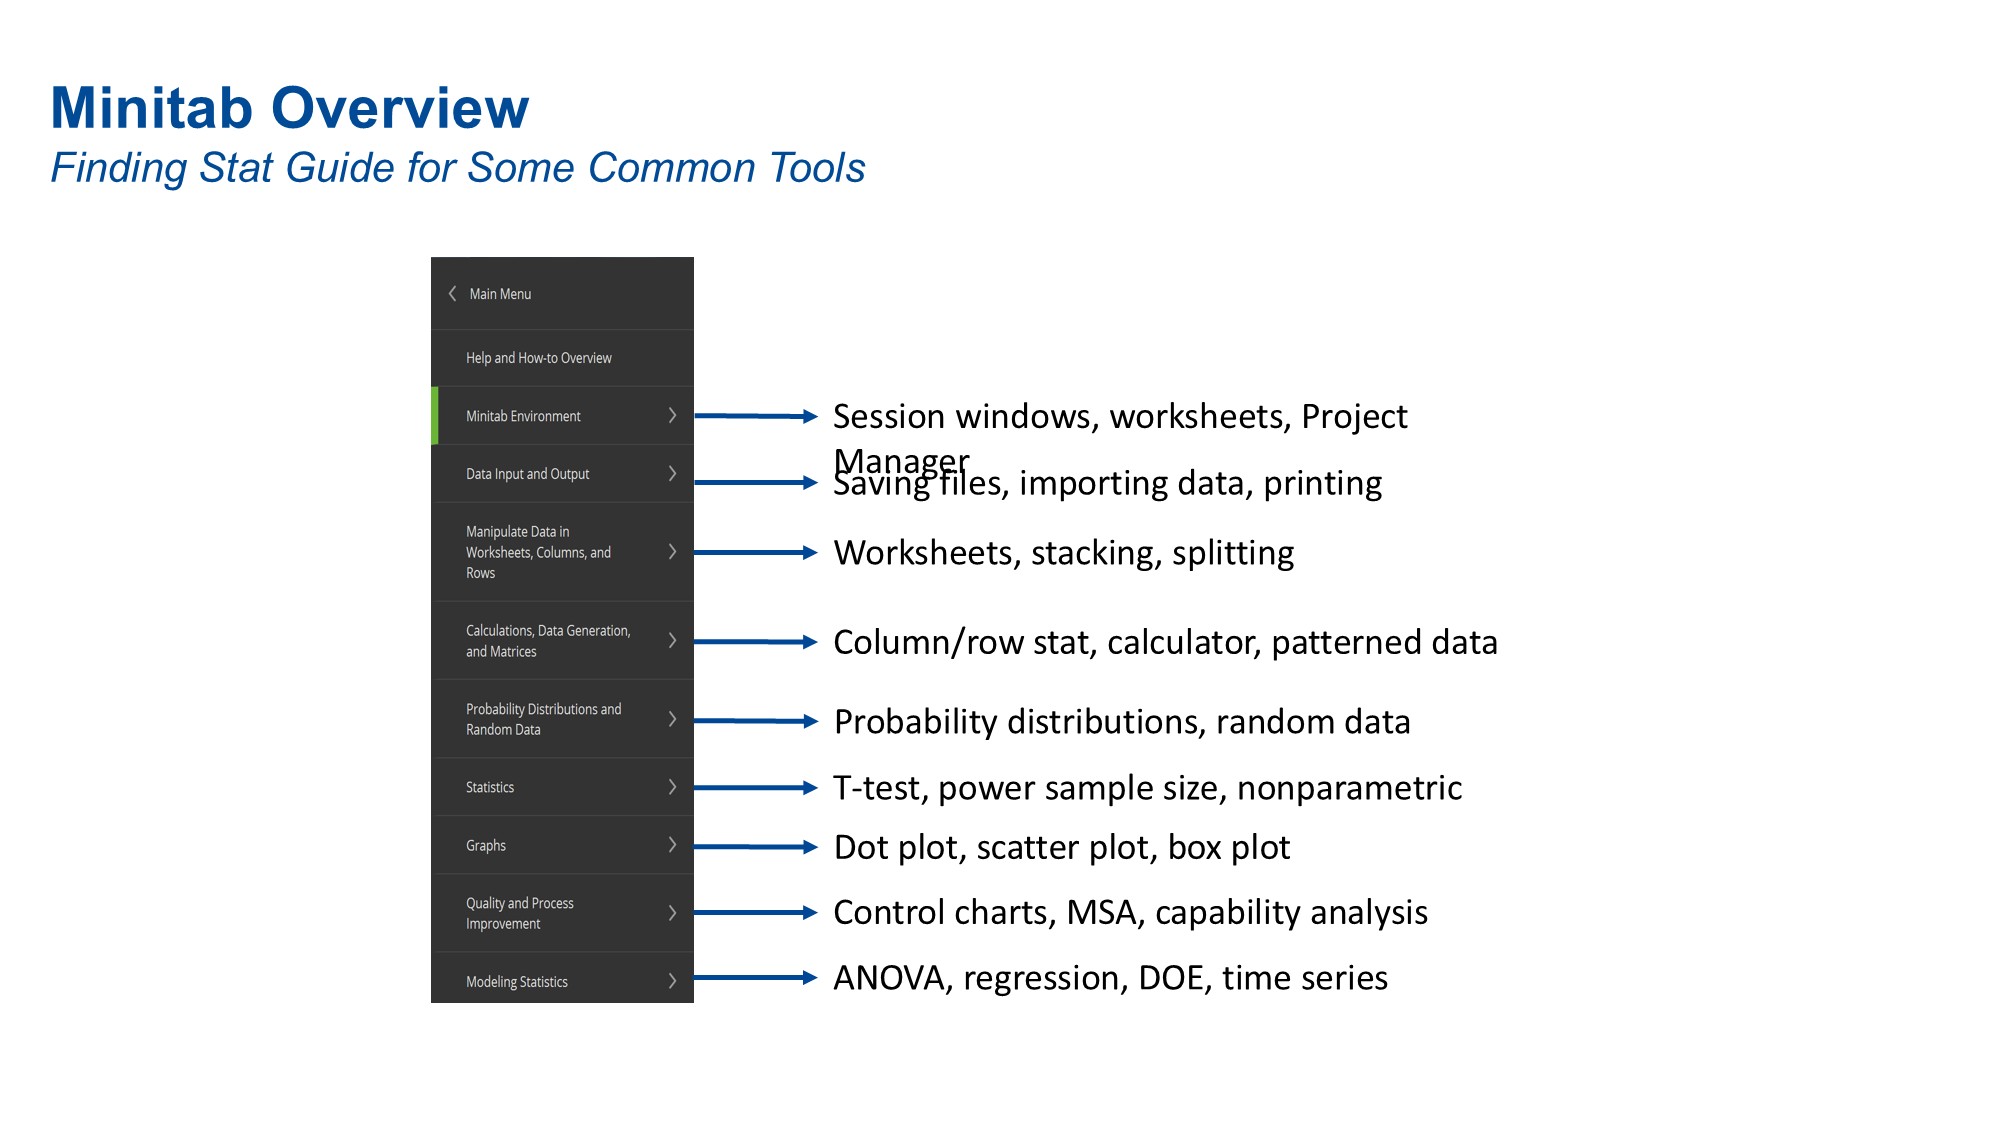 Minitab Overview
Finding Stat Guide for Some Common Tools
Main Menu
Help and How-to Overview
Minitab Environment
Session windows, worksheets, Project
Manager
Data Input and Output
Saving files, importing data, printing
Manipulate Data in
Worksheets, Columns, and
Rows
Worksheets, stacking, splitting
Calculations, Data Generation,
and Matrices
Column/row stat, calculator, patterned data
Probability Distributions and
Random Data
Probability distributions, random data
Statistics
T-test, power sample size, nonparametric
Graphs
Dot plot, scatter plot, box plot
Quality and Process
Improvement
Control charts, MSA, capability analysis
Modeling Statistics
ANOVA, regression, DOE, time series